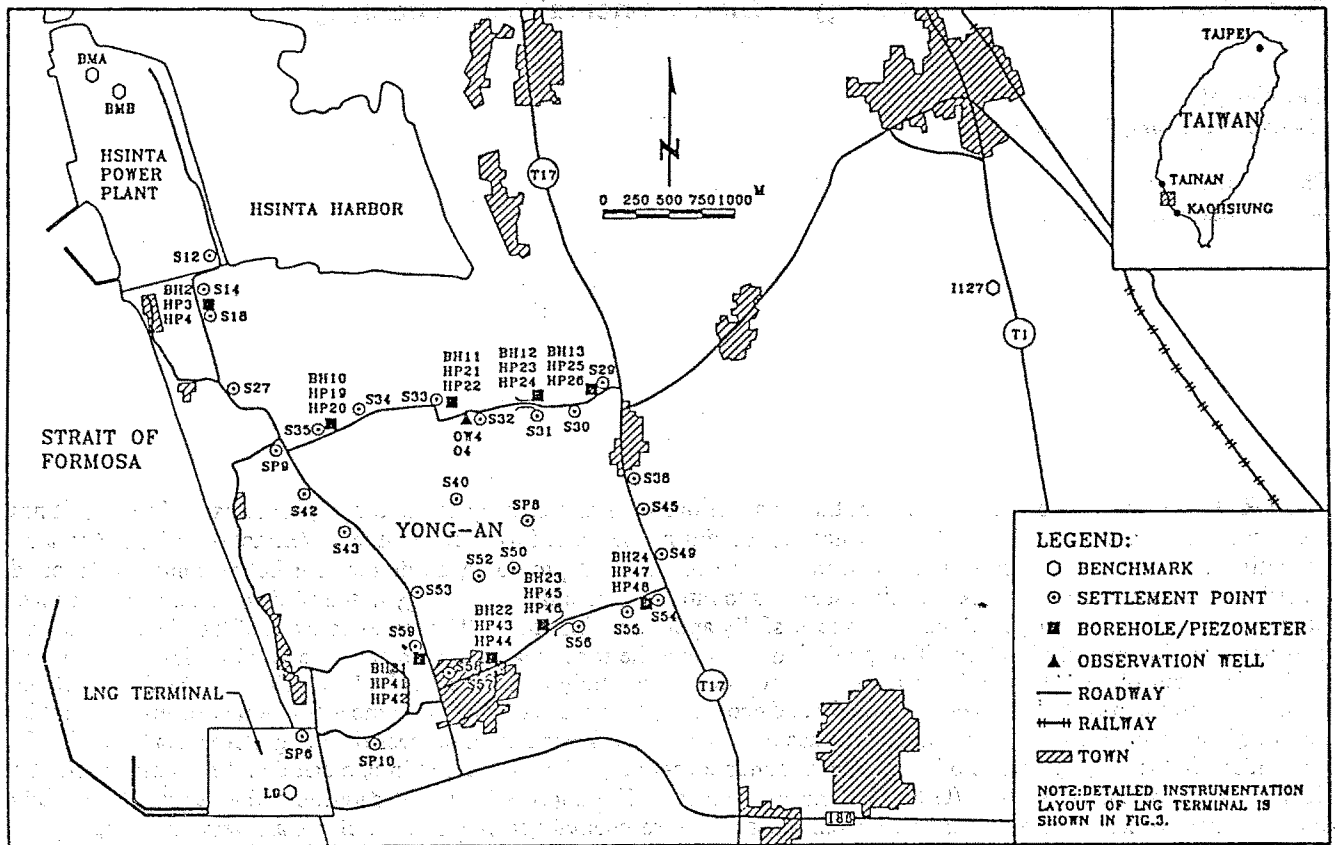 BMA
BMB
HSINTA
POWER
PLANT
HSINTA HARBOR
T17
N
M
0 250 500 750 1000
TAIPEI
TAIWAN
TAINAN
KAOHSIUNG
S12
BH2
HP3
HP4
S14
S18
I127
T1
S27
BH10
HP19
HP20
S35
S34
S33
BH11
HP21
HP22
BH12
HP23
HP24
BH13
HP25
HP26
S29
OW4
O4
S32
S31
S30
STRAIT OF
FORMOSA
SP9
S42
S43
S40
SP8
YONG-AN
S38
S45
S49
S52
S50
S53
BH24
HP47
HP48
S54
S55
BH23
HP45
HP46
S56
BH22
HP43
HP44
S59
HP41
HP42
S58
S57
LNG TERMINAL
SP6
SP10
T17
186
LEGEND:
BENCHMARK
SETTLEMENT POINT
BOREHOLE/PIEZOMETER
OBSERVATION WELL
ROADWAY
RAILWAY
TOWN
NOTE:DETAILED INSTRUMENTATION
LAYOUT OF LNG TERMINAL IS
SHOWN IN FIG.3.